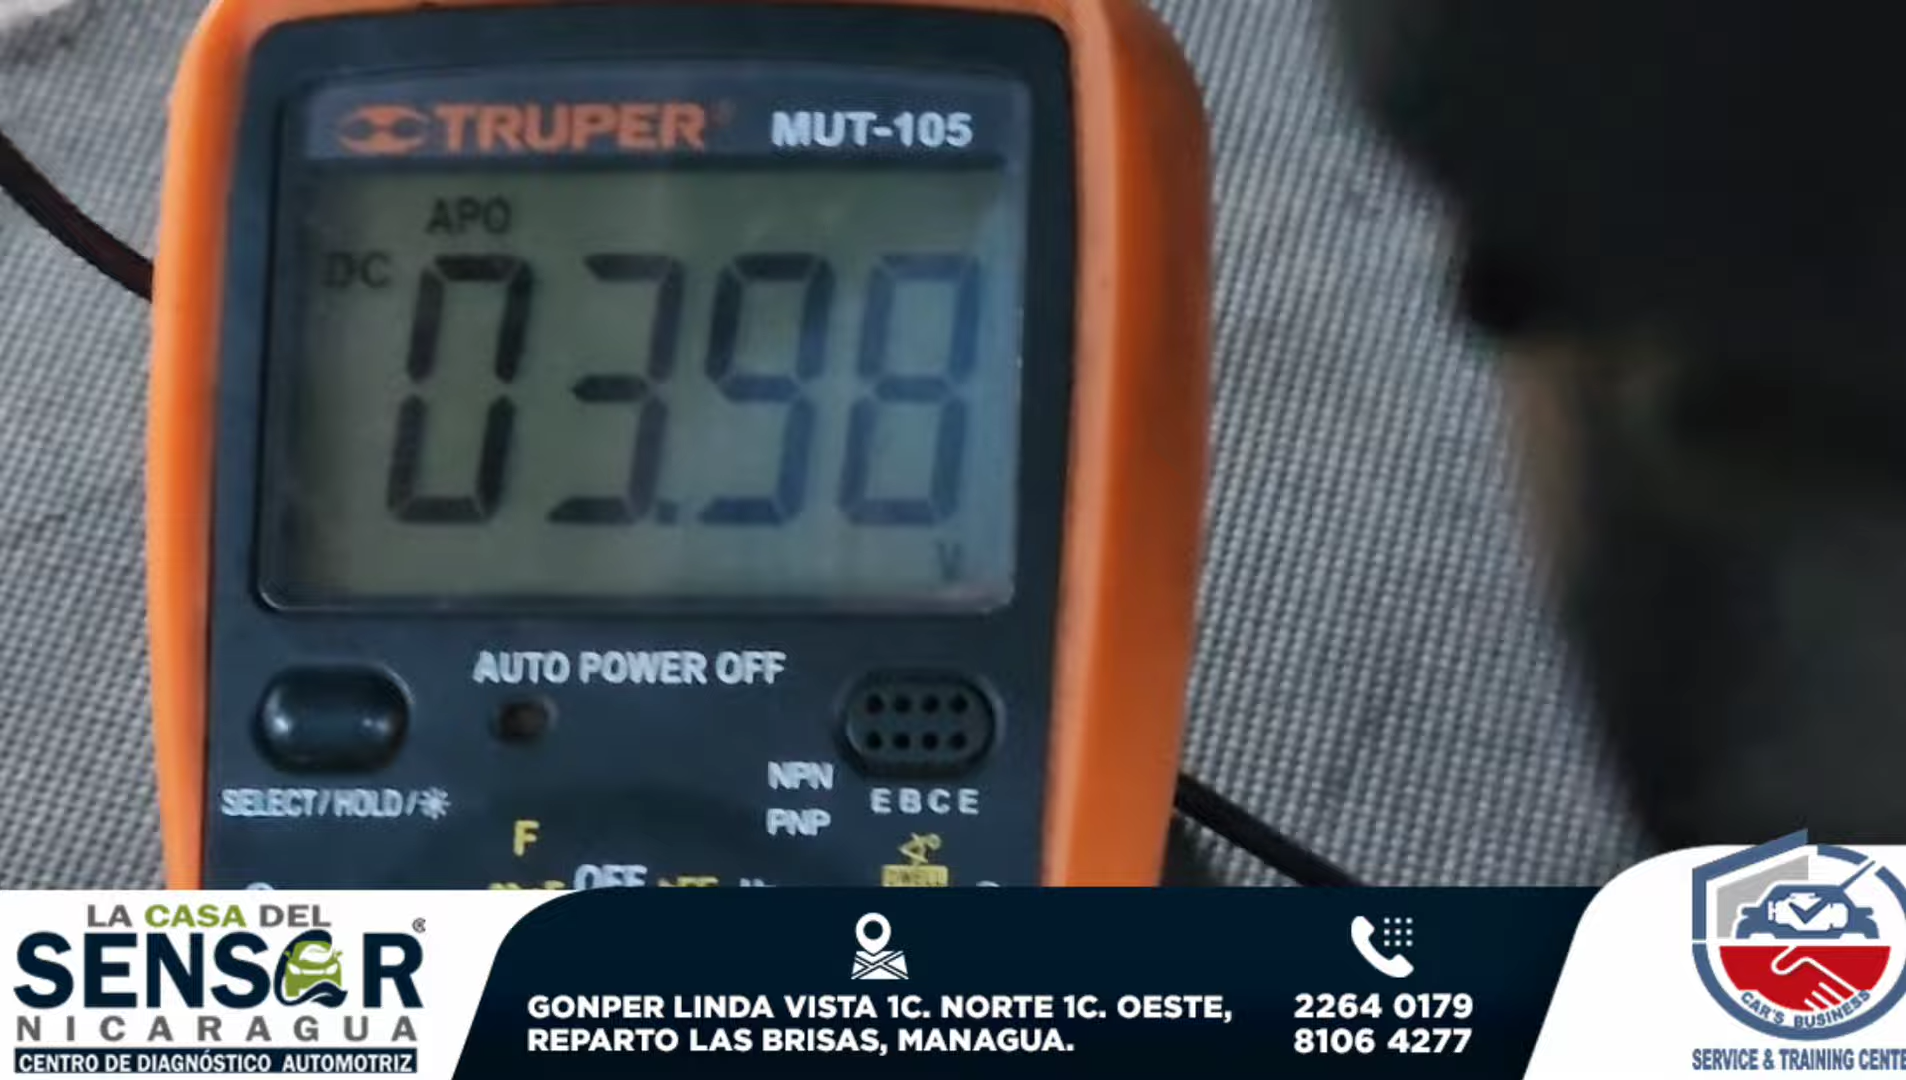 TRUPER® MUT-105
APO
DC
03.98
V
AUTO POWER OFF
SELECT/HOLD/
NPN
PNP
E B C E
F
OFF
DWELL
LA CASA DEL
SENSOR
NICARAGUA
CENTRO DE DIAGNÓSTICO AUTOMOTRIZ
GONPER LINDA VISTA 1C. NORTE 1C. OESTE,
REPARTO LAS BRISAS, MANAGUA.
2264 0179
8106 4277
CAR'S BUSINESS
SERVICE & TRAINING CENTE